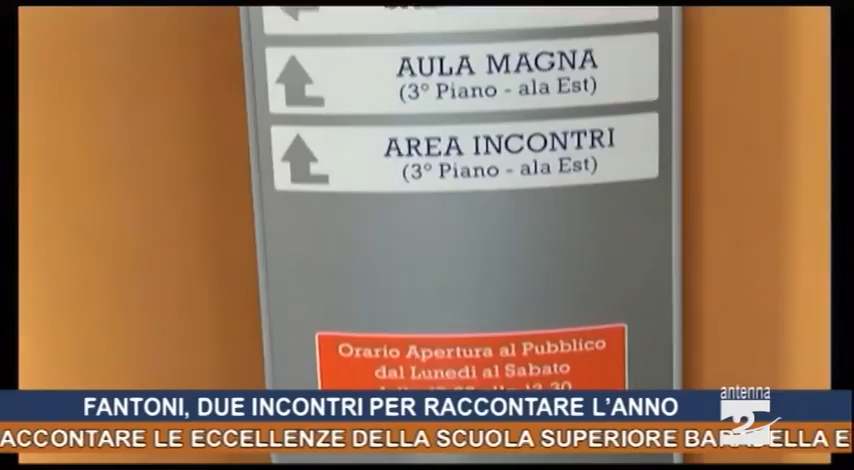 AULA MAGNA
(3° Piano - ala Est)
AREA INCONTRI
(3° Piano - ala Est)
Orario Apertura al Pubblico
dal Lunedì al Sabato
FANTONI, DUE INCONTRI PER RACCONTARE L'ANNO
antenna
2
ACCONTARE LE ECCELLENZE DELLA SCUOLA SUPERIORE E